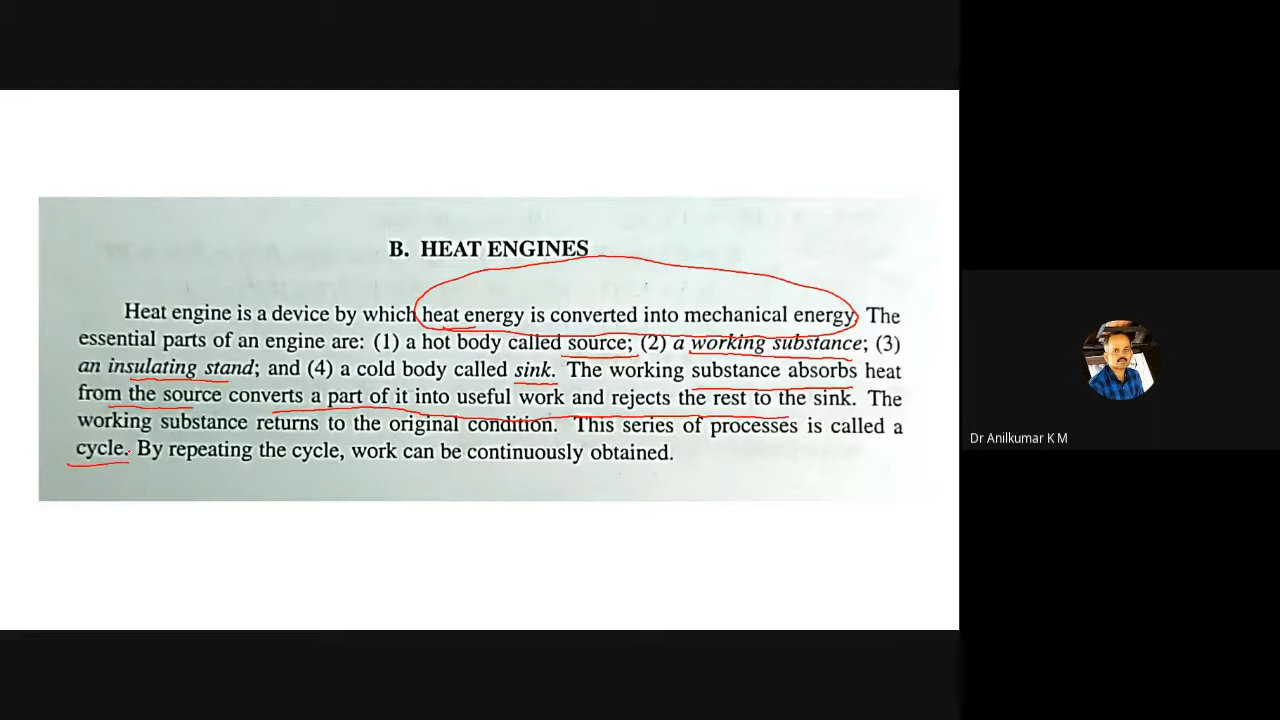 B. HEAT ENGINES
Heat engine is a device by which heat energy is converted into mechanical energy. The
essential parts of an engine are: (1) a hot body called source; (2) a working substance; (3)
an insulating stand; and (4) a cold body called sink. The working substance absorbs heat
from the source converts a part of it into useful work and rejects the rest to the sink. The
working substance returns to the original condition. This series of processes is called a
cycle. By repeating the cycle, work can be continuously obtained.
Dr Anilkumar K M